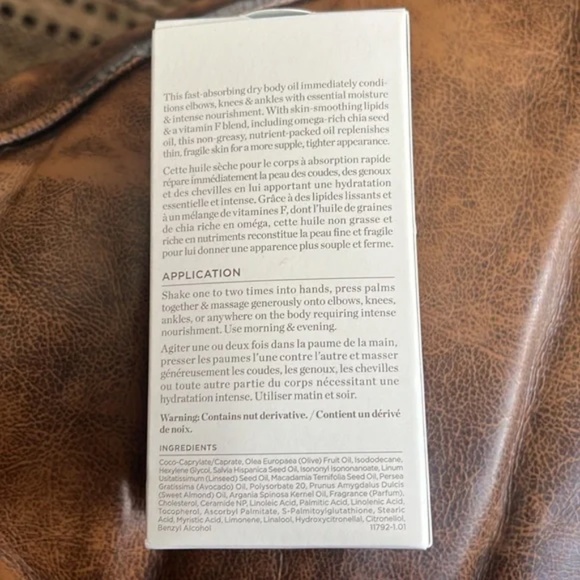 This fast-absorbing dry body oil immediately condi-
tions elbows, knees & ankles with essential moisture
& intense nourishment. With skin-smoothing lipids
& a vitamin F blend, including omega-rich chia seed
oil, this non-greasy, nutrient-packed oil replenishes
thin, fragile skin for a more supple, tighter appearance.
Cette huile sèche pour le corps à absorption rapide
répare immédiatement la peau des coudes, des genoux
et des chevilles en lui apportant une hydratation
essentielle et intense. Grâce à des lipides lissants et
à un mélange de vitamines F, dont l'huile de graines
de chia riche en oméga, cette huile non grasse et
riche en nutriments reconstitue la peau fine et fragile
pour lui donner une apparence plus souple et ferme.
APPLICATION
Shake one to two times into hands, press palms
together & massage generously onto elbows, knees,
ankles, or anywhere on the body requiring intense
nourishment. Use morning & evening.
Agiter une ou deux fois dans la paume de la main,
presser les paumes l'une contre l'autre et masser
généreusement les coudes, les genoux, les chevilles
ou toute autre partie du corps nécessitant une
hydratation intense. Utiliser matin et soir.
Warning: Contains nut derivative. / Contient un dérivé
de noix.
INGREDIENTS
Coco-Caprylate/Caprate, Olea Europaea (Olive) Fruit Oil, Isododecane,
Hexylene Glycol, Salvia Hispanica Seed Oil, Isononyl Isononanoate, Linum
Usitatissimum (Linseed) Seed Oil, Macadamia Ternifolia Seed Oil, Persea
Gratissima (Avocado) Oil, Polysorbate 20, Prunus Amygdalus Dulcis
(Sweet Almond) Oil, Argania Spinosa Kernel Oil, Fragrance (Parfum),
Cholesterol, Ceramide NP, Linoleic Acid, Palmitic Acid, Linolenic Acid,
Tocopherol, Ascorbyl Palmitate, S-Palmitoylglutathione, Stearic
Acid, Myristic Acid, Limonene, Linalool, Hydroxycitronellal, Citronellol,
Benzyl Alcohol 11792-1.01